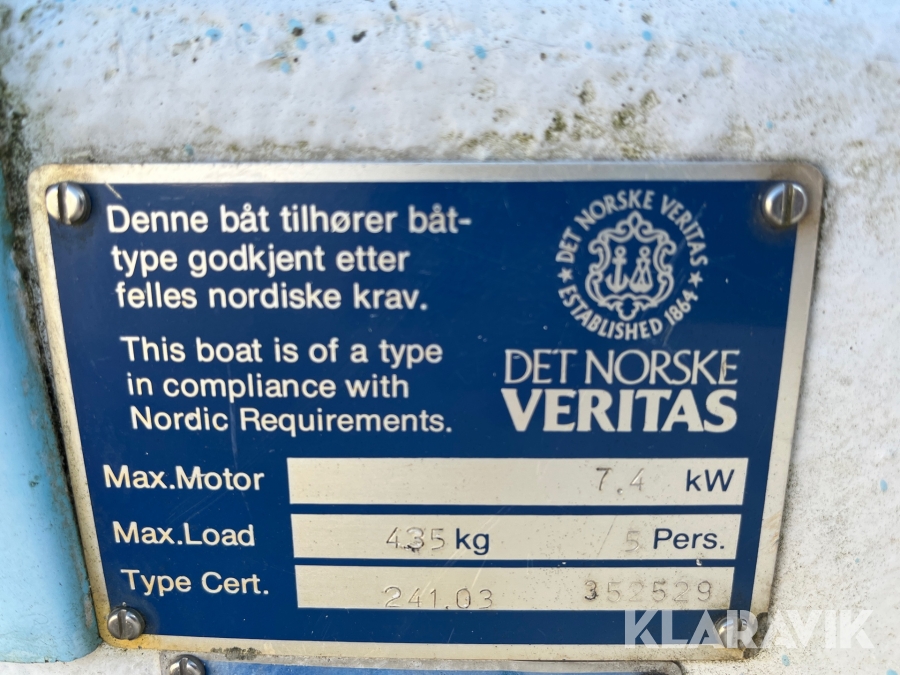 Denne båt tilhører båt-
type godkjent etter
felles nordiske krav.
This boat is of a type
in compliance with
Nordic Requirements.
★ DET NORSKE VERITAS ★
ESTABLISHED 1864
DET NORSKE
VERITAS
Max.Motor 7.4 kW
Max.Load 435 kg 5 Pers.
Type Cert. 241.03 352529
KLARAVIK